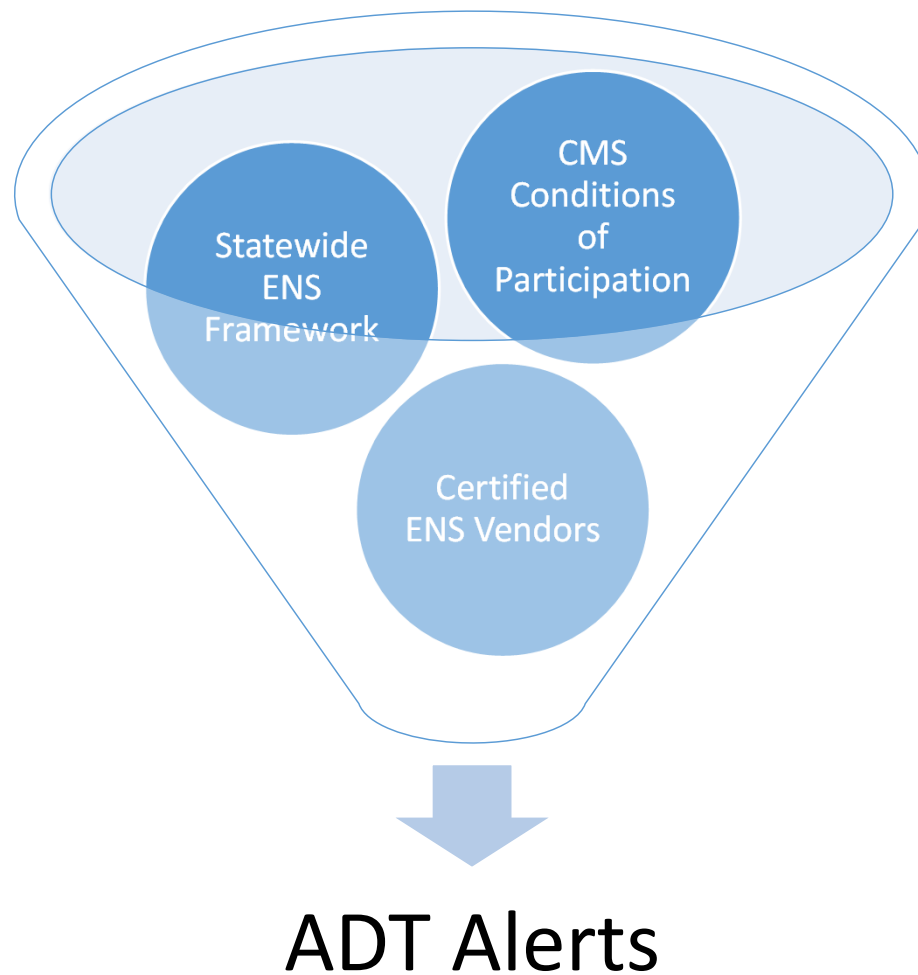 CMS
Conditions
of
Participation
Statewide
ENS
Framework
Certified
ENS Vendors
ADT Alerts